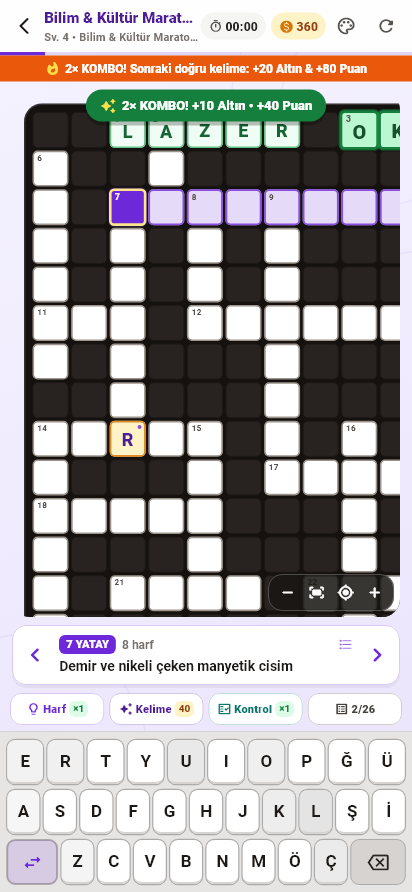 Bilim & Kültür Marat...
Sv. 4 • Bilim & Kültür Marato...
00:00
360
2× KOMBO! Sonraki doğru kelime: +20 Altın & +80 Puan
2× KOMBO! +10 Altın • +40 Puan
L A Z E R 3 O K
6
7 8 9
11 12
14 R 15 16
17
18
21
7 YATAY 8 harf
Demir ve nikeli çeken manyetik cisim
Harf ×1 Kelime 40 Kontrol ×1 2/26
E R T Y U I O P Ğ Ü
A S D F G H J K L Ş İ
Z C V B N M Ö Ç